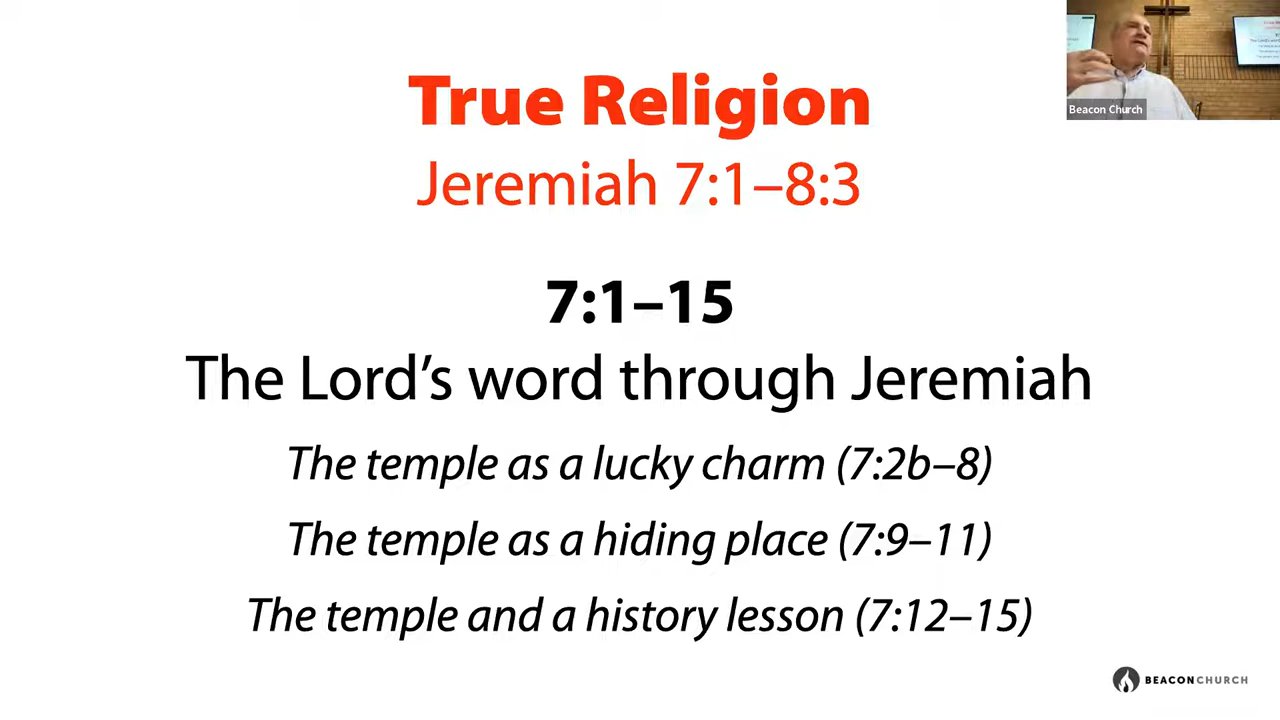 True Religion
Jeremiah 7:1–8:3
7:1–15
The Lord’s word through Jeremiah
The temple as a lucky charm (7:2b–8)
The temple as a hiding place (7:9–11)
The temple and a history lesson (7:12–15)
Beacon Church
BEACONCHURCH